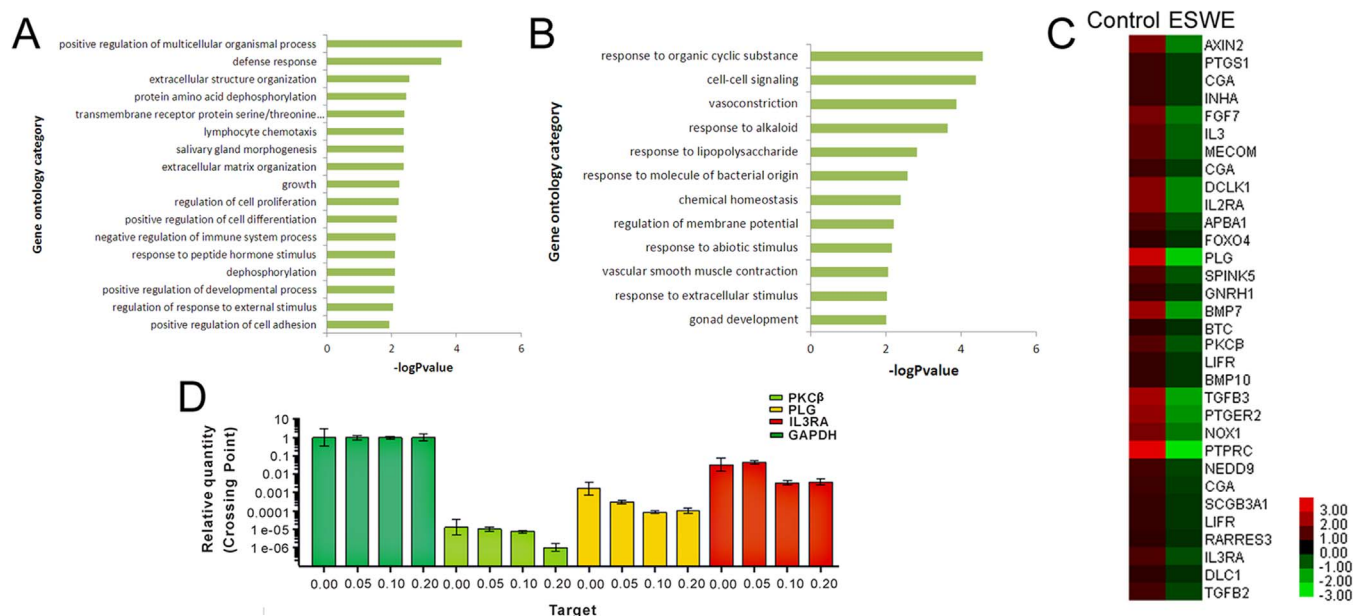 A
Gene ontology category
positive regulation of multicellular organismal process
defense response
extracellular structure organization
protein amino acid dephosphorylation
transmembrane receptor protein serine/threonine...
lymphocyte chemotaxis
salivary gland morphogenesis
extracellular matrix organization
growth
regulation of cell proliferation
positive regulation of cell differentiation
negative regulation of immune system process
response to peptide hormone stimulus
dephosphorylation
positive regulation of developmental process
regulation of response to external stimulus
positive regulation of cell adhesion
0 2 4 6
-logPvalue
B
Gene ontology category
response to organic cyclic substance
cell-cell signaling
vasoconstriction
response to alkaloid
response to lipopolysaccharide
response to molecule of bacterial origin
chemical homeostasis
regulation of membrane potential
response to abiotic stimulus
vascular smooth muscle contraction
response to extracellular stimulus
gonad development
0 2 4 6
-logPvalue
C
Control ESWE
AXIN2
PTGS1
CGA
INHA
FGF7
IL3
MECOM
CGA
DCLK1
IL2RA
APBA1
FOXO4
PLG
SPINK5
GNRH1
BMP7
BTC
PKCβ
LIFR
BMP10
TGFB3
PTGER2
NOX1
PTPRC
NEDD9
CGA
SCGB3A1
LIFR
RARRES3
IL3RA
DLC1
TGFB2
3.00
2.00
1.00
0.00
-1.00
-2.00
-3.00
D
PKCβ
PLG
IL3RA
GAPDH
Relative quantity
(Crossing Point)
10
1
0.1
0.01
0.001
0.0001
1 e-05
1 e-06
0.00 0.05 0.10 0.20 0.00 0.05 0.10 0.20 0.00 0.05 0.10 0.20 0.00 0.05 0.10 0.20
Target